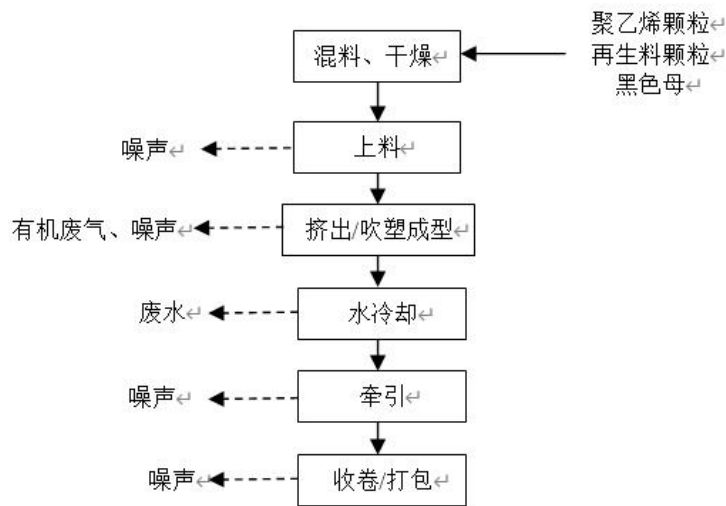 聚乙烯颗粒↵
混料、干燥↵
再生料颗粒↵
黑色母↵
噪声↵
上料↵
有机废气、噪声↵
挤出/吹塑成型↵
废水↵
水冷却↵
噪声↵
牵引↵
噪声↵
收卷/打包↵